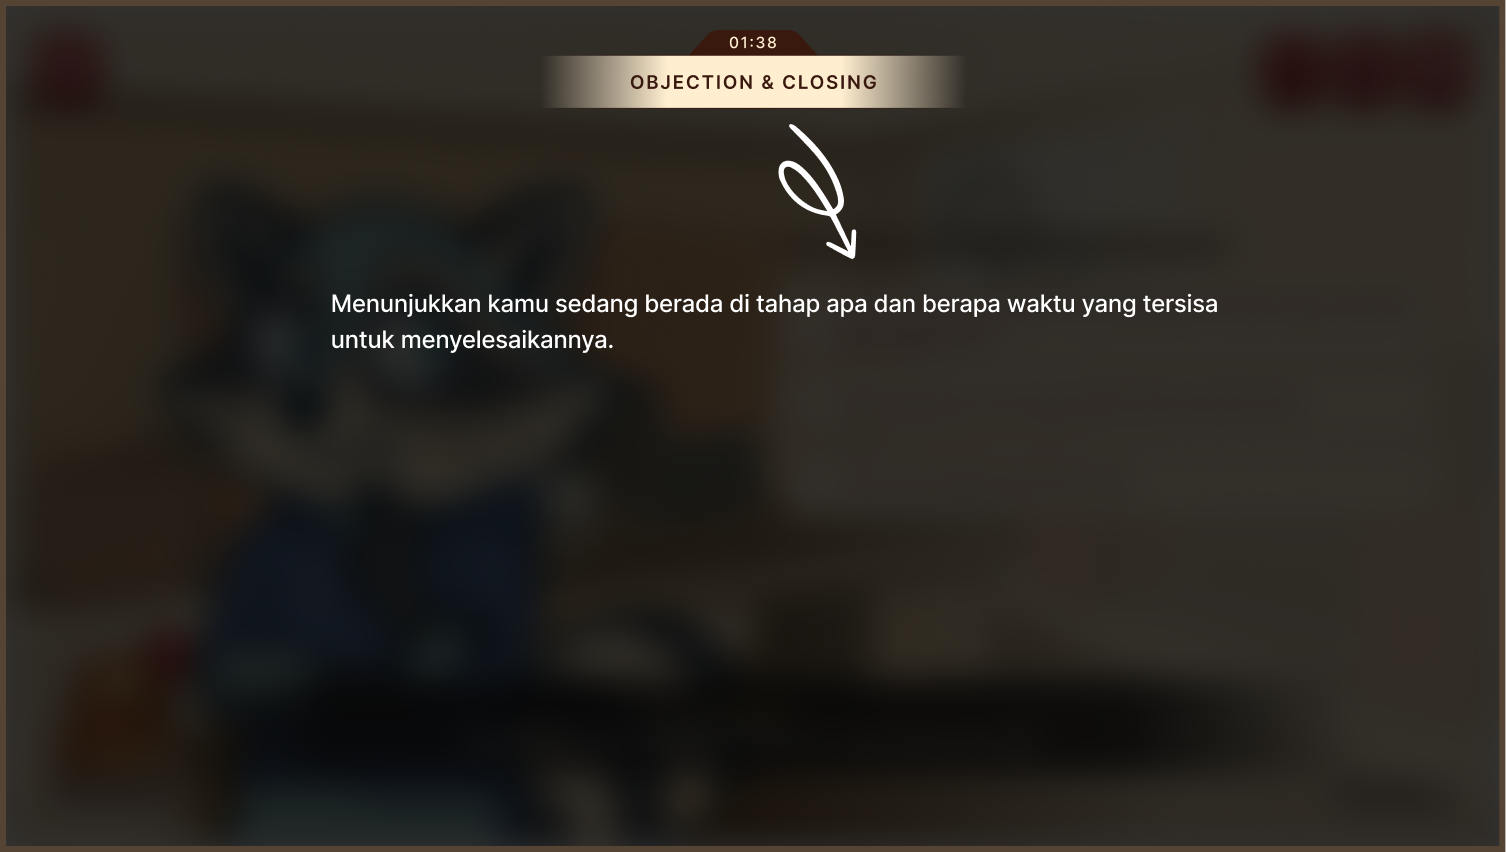 01:38
OBJECTION & CLOSING
Menunjukkan kamu sedang berada di tahap apa dan berapa waktu yang tersisa
untuk menyelesaikannya.